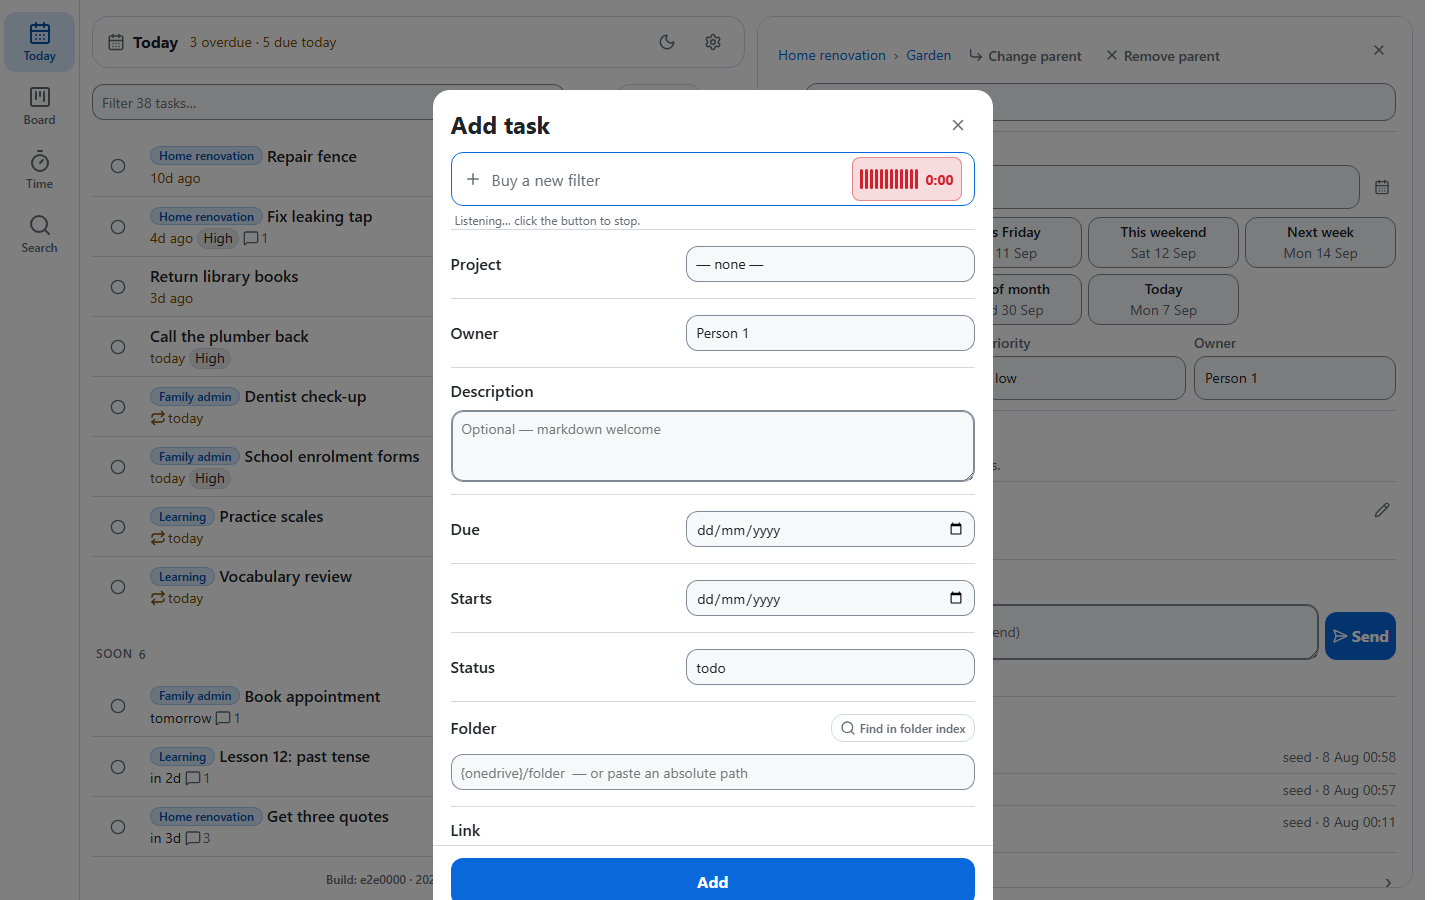 Today
Board
Time
Search
Today 3 overdue · 5 due today
Filter 38 tasks...
Home renovation Repair fence
10d ago
Home renovation Fix leaking tap
4d ago High 1
Return library books
3d ago
Call the plumber back
today High
Family admin Dentist check-up
today
Family admin School enrolment forms
today High
Learning Practice scales
today
Learning Vocabulary review
today
SOON 6
Family admin Book appointment
tomorrow 1
Learning Lesson 12: past tense
in 2d 1
Home renovation Get three quotes
in 3d 3
Build: e2e0000 · 202
Add task
Buy a new filter 0:00
Listening... click the button to stop.
Project — none —
Owner Person 1
Description
Optional — markdown welcome
Due dd/mm/yyyy
Starts dd/mm/yyyy
Status todo
Folder Find in folder index
{onedrive}/folder — or paste an absolute path
Link
Add
Home renovation › Garden Change parent Remove parent
s Friday
11 Sep
This weekend
Sat 12 Sep
Next week
Mon 14 Sep
of month
30 Sep
Today
Mon 7 Sep
riority
low
Owner
Person 1
s.
end)
Send
seed · 8 Aug 00:58
seed · 8 Aug 00:57
seed · 8 Aug 00:11